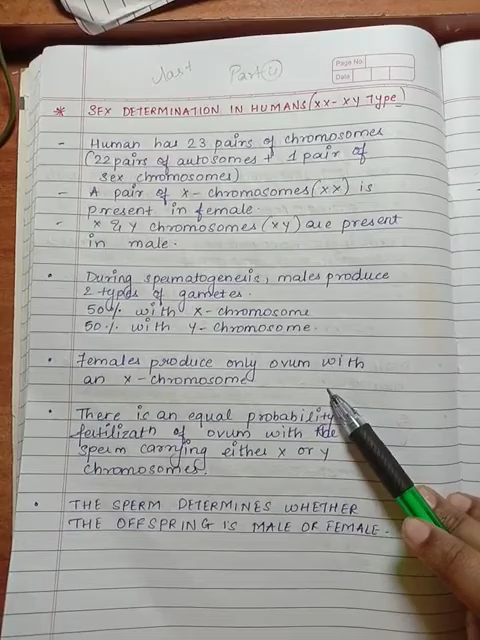 Last Part (4)
Page No.
Date
* SEX DETERMINATION IN HUMANS (XX-XY TYPE)
- Human has 23 pairs of chromosomes
(22 pairs of autosomes + 1 pair of
sex chromosomes)
- A pair of X-chromosomes (XX) is
present in female.
- X & Y chromosomes (XY) are present
in male.
• During spermatogenesis, males produce
2 types of gametes.
50% with X-chromosome
50% with Y-chromosome.
• Females produce only ovum with
an X-chromosome
• There is an equal probability
fertilizatn of ovum with the
sperm carrying either X or Y
chromosomes.
• THE SPERM DETERMINES WHETHER
THE OFFSPRING IS MALE OR FEMALE.